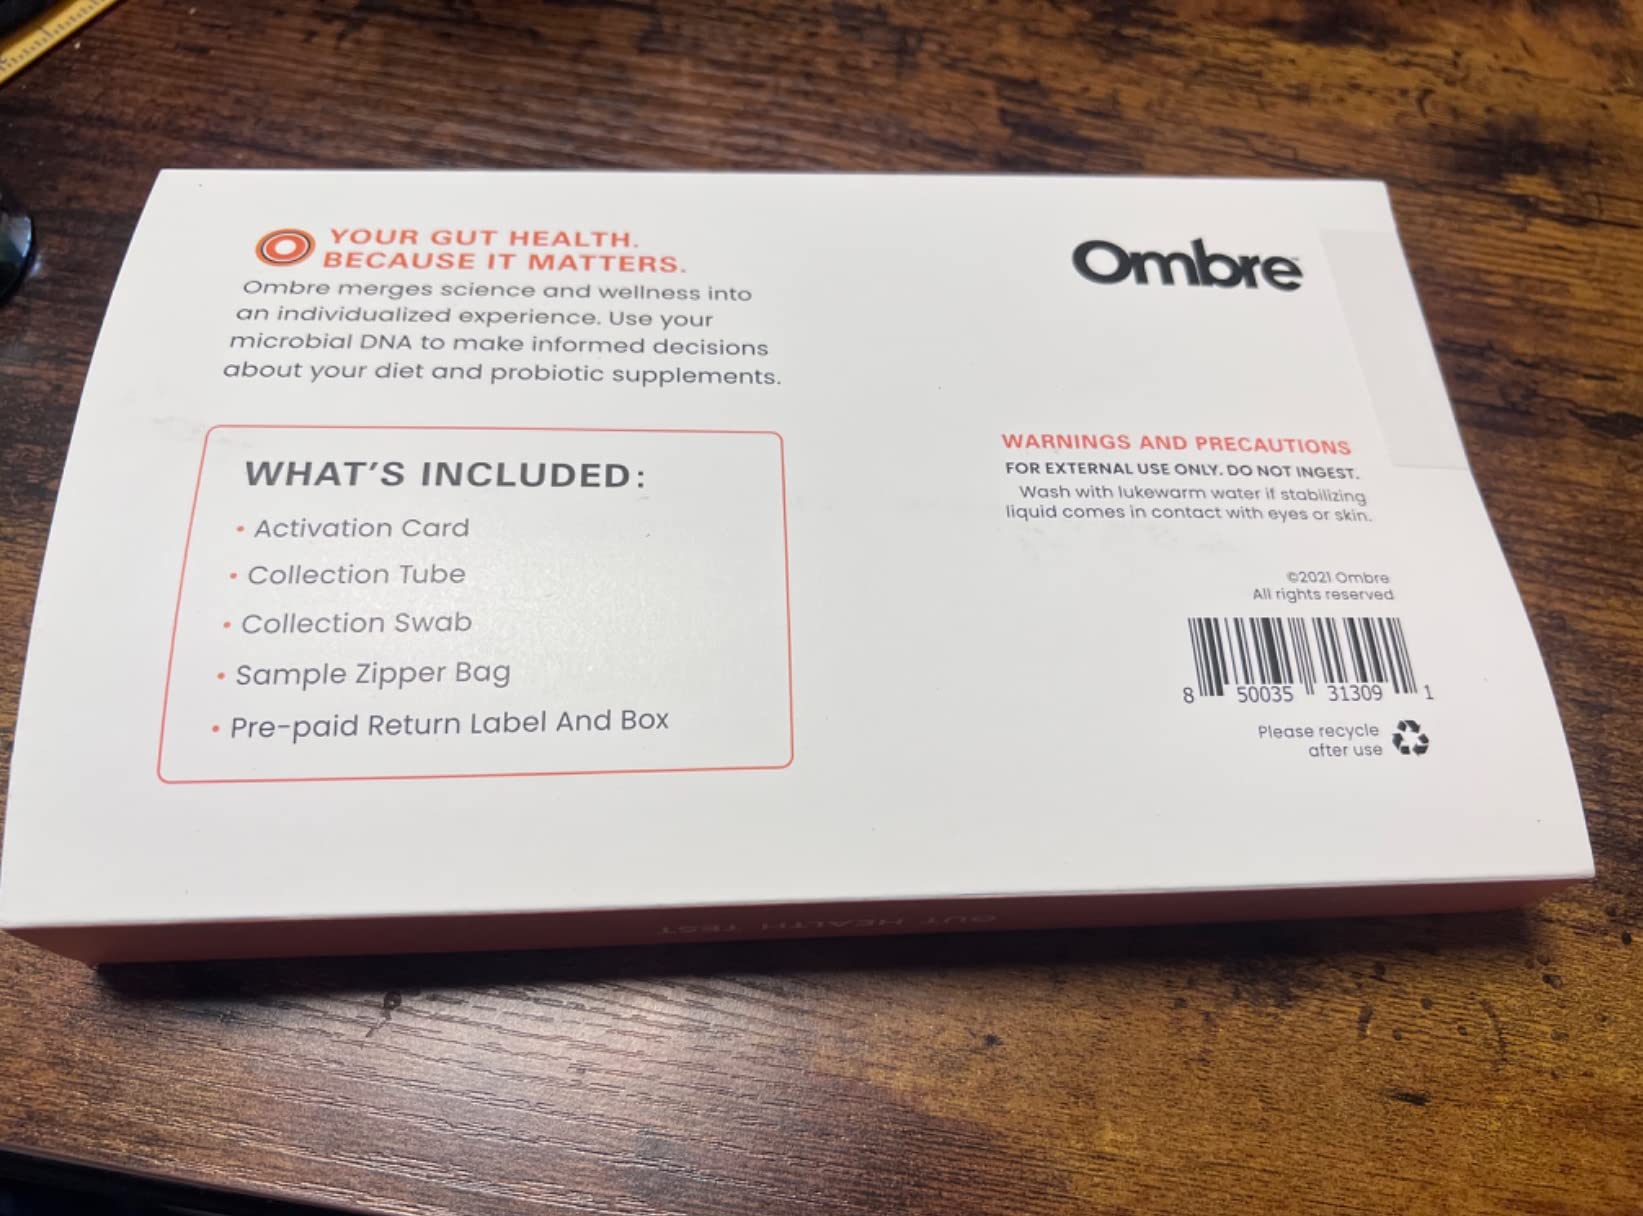 YOUR GUT HEALTH.
BECAUSE IT MATTERS.
Ombre merges science and wellness into
an individualized experience. Use your
microbial DNA to make informed decisions
about your diet and probiotic supplements.
WHAT'S INCLUDED:
• Activation Card
• Collection Tube
• Collection Swab
• Sample Zipper Bag
• Pre-paid Return Label And Box
Ombre
WARNINGS AND PRECAUTIONS
FOR EXTERNAL USE ONLY. DO NOT INGEST.
Wash with lukewarm water if stabilizing
liquid comes in contact with eyes or skin.
©2021 Ombre
All rights reserved
8 50035 31309 1
Please recycle
after use
GUT HEALTH TEST